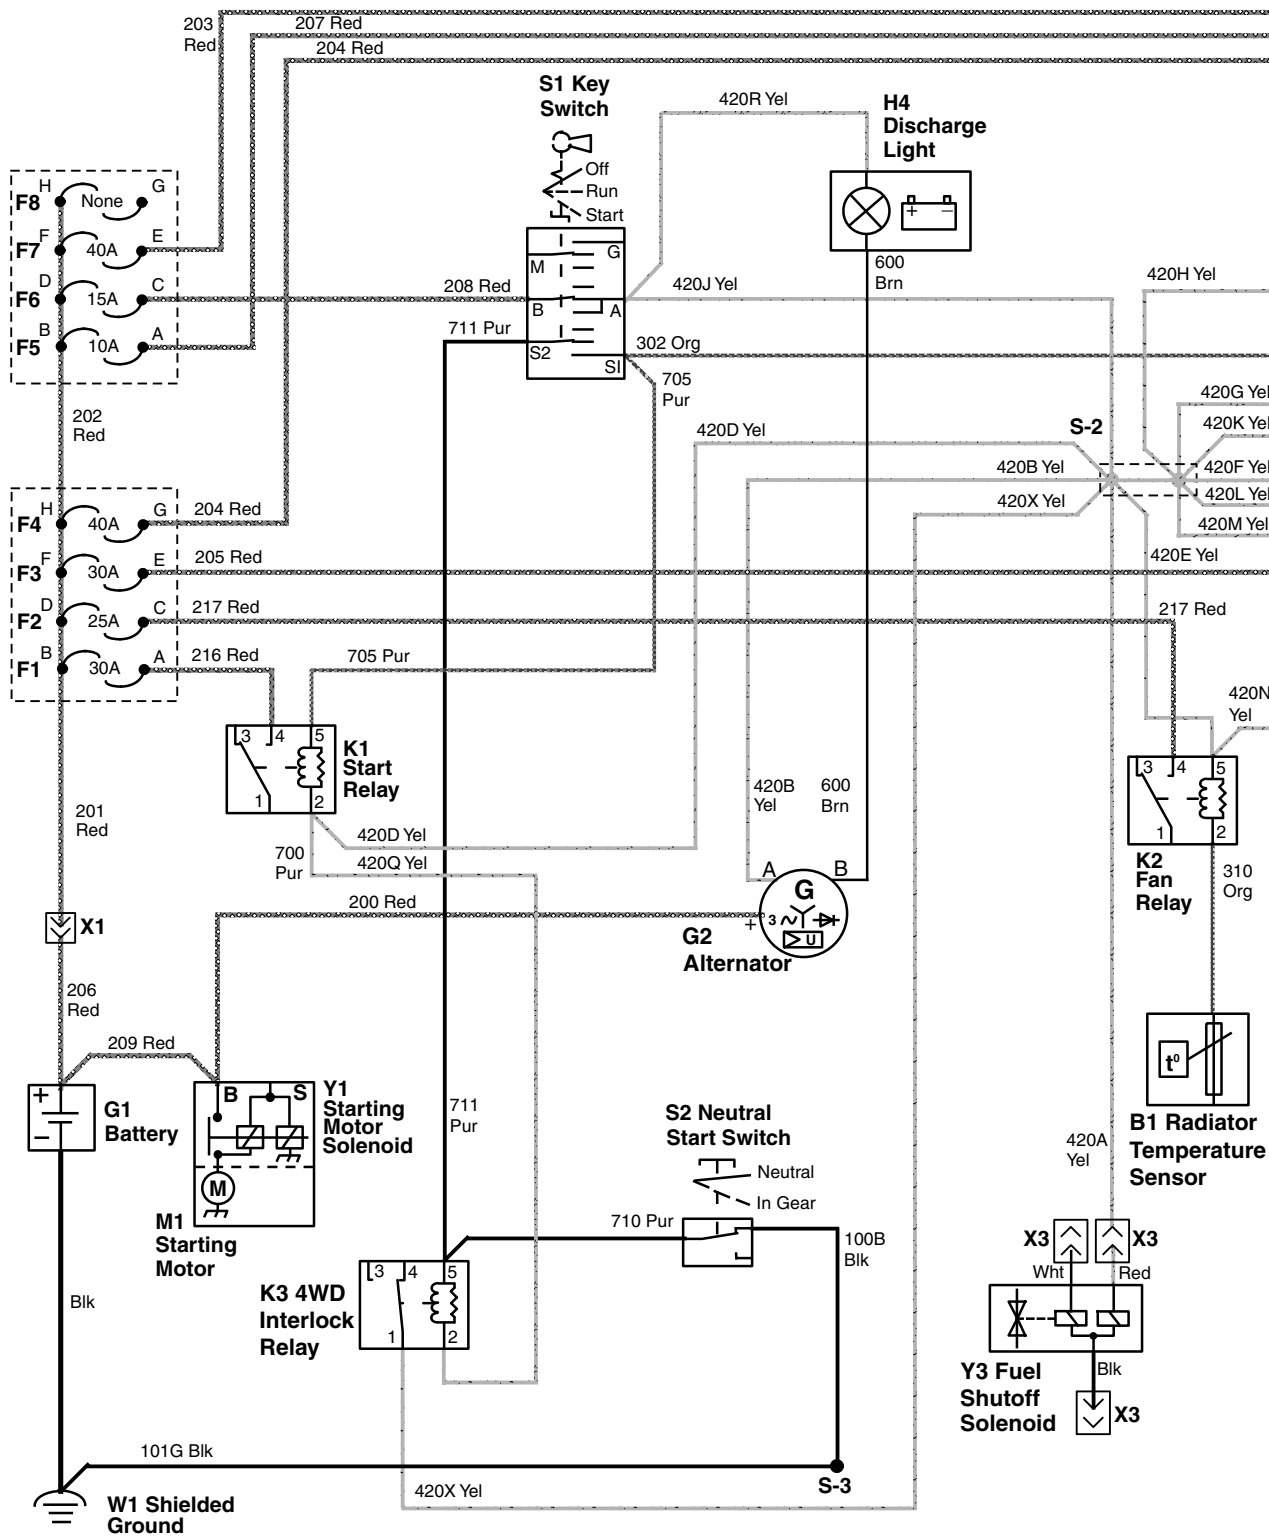 203
Red
207 Red
204 Red
S1 Key
Switch
Off
Run
Start
420R Yel
H4
Discharge
Light
+ −
H
F8
None
G
F
F7
40A
E
D
F6
15A
C
B
F5
10A
A
208 Red
711 Pur
M
G
B
A
S2
SI
420J Yel
600
Brn
420H Yel
302 Org
705
Pur
202
Red
420D Yel
S-2
420G Yel
420K Yel
420B Yel
420F Yel
420X Yel
420L Yel
420M Yel
420E Yel
H
F4
40A
G
204 Red
F
F3
30A
E
205 Red
D
F2
25A
C
217 Red
217 Red
B
F1
30A
A
216 Red
705 Pur
420N
Yel
3
4
5
1
2
K1
Start
Relay
3
4
5
1
2
K2
Fan
Relay
420B
Yel
600
Brn
201
Red
420D Yel
700
Pur
420Q Yel
310
Org
X1
200 Red
A
B
G
3
U
+
G2
Alternator
206
Red
209 Red
+
−
G1
Battery
B
S
M
Y1
Starting
Motor
Solenoid
M1
Starting
Motor
711
Pur
S2 Neutral
Start Switch
Neutral
In Gear
710 Pur
100B
Blk
t⁰
B1 Radiator
Temperature
Sensor
420A
Yel
X3
X3
Wht
Red
Blk
X3
Y3 Fuel
Shutoff
Solenoid
3
4
5
1
2
K3 4WD
Interlock
Relay
Blk
101G Blk
S-3
420X Yel
W1 Shielded
Ground